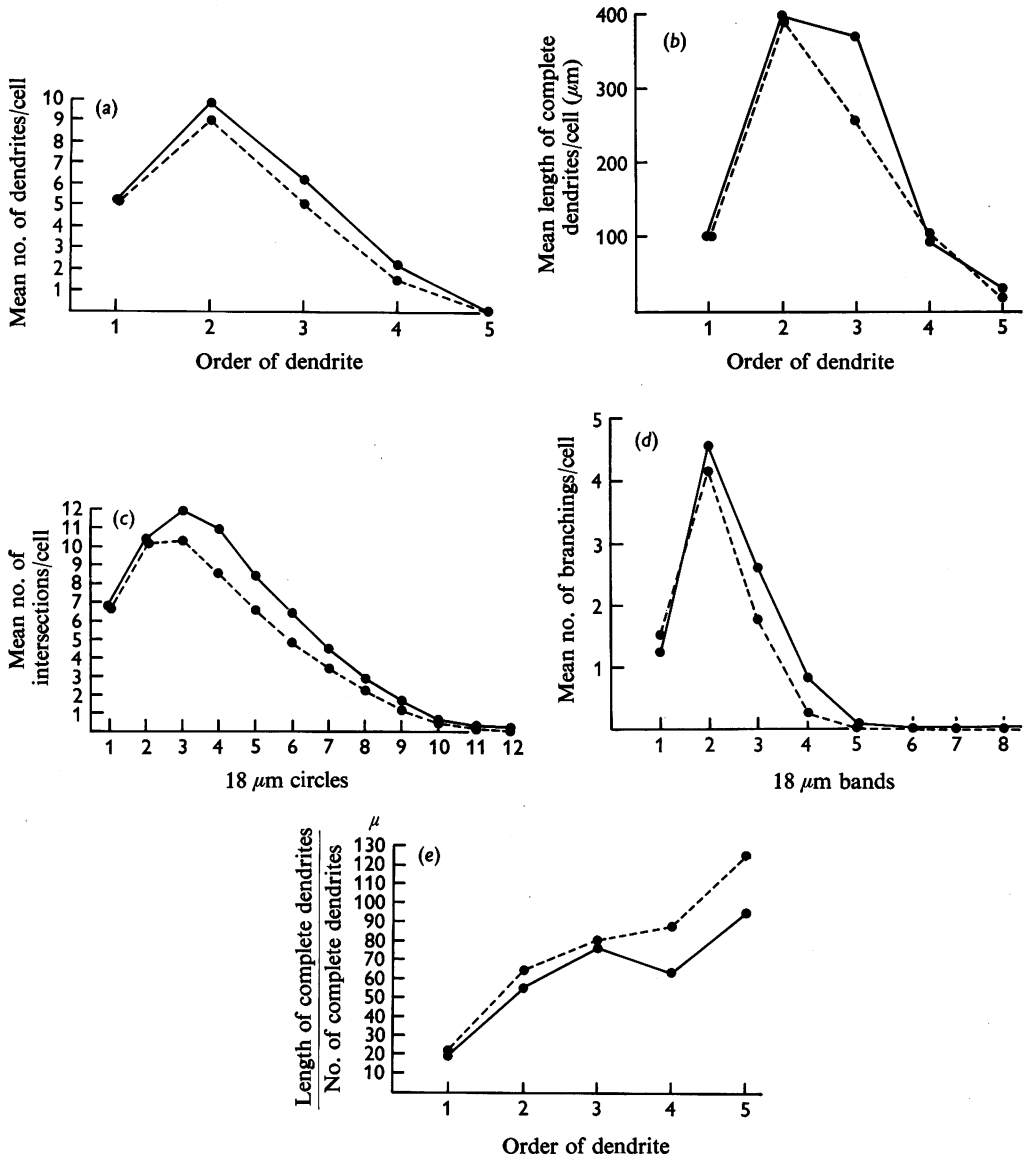 (a)
Mean no. of dendrites/cell
10
9
8
7
6
5
4
3
2
1
1 2 3 4 5
Order of dendrite
(b)
Mean length of complete
dendrites/cell (μm)
400
300
200
100
1 2 3 4 5
Order of dendrite
(c)
Mean no. of
intersections/cell
12
11
10
9
8
7
6
5
4
3
2
1
1 2 3 4 5 6 7 8 9 10 11 12
18 μm circles
(d)
Mean no. of branchings/cell
5
4
3
2
1
1 2 3 4 5 6 7 8
18 μm bands
(e)
Length of complete dendrites
No. of complete dendrites
μ
130
120
110
100
90
80
70
60
50
40
30
20
10
1 2 3 4 5
Order of dendrite